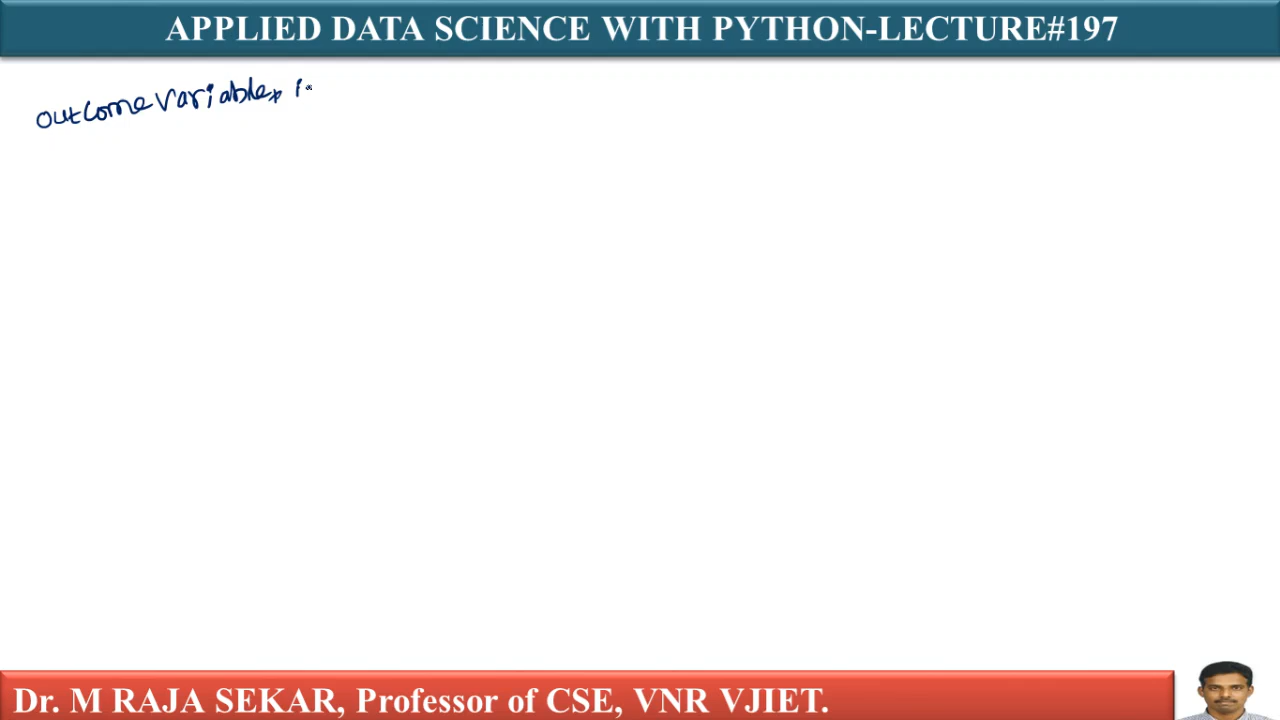 APPLIED DATA SCIENCE WITH PYTHON-LECTURE#197
outcome variable,
Dr. M RAJA SEKAR, Professor of CSE, VNR VJIET.